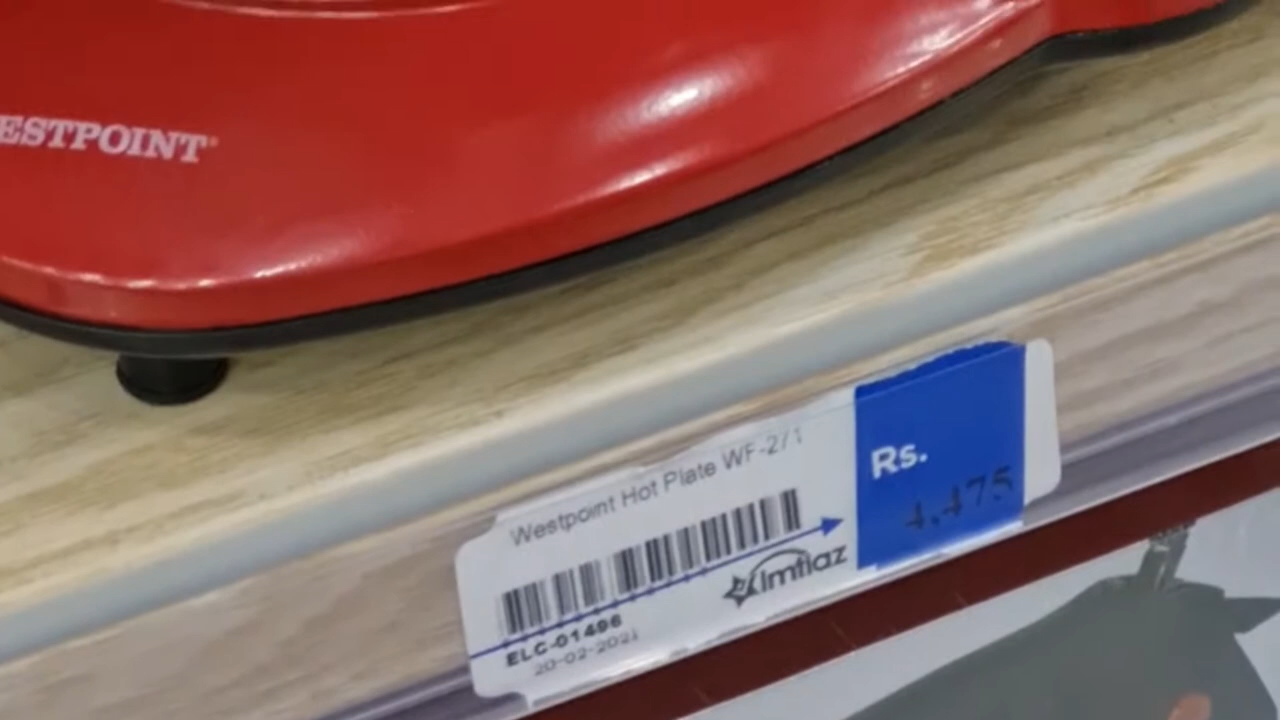 ESTPOINT
Westpoint Hot Plate WF-271
Rs.
4,475
Imtiaz
ELC-01496
20-02-2021